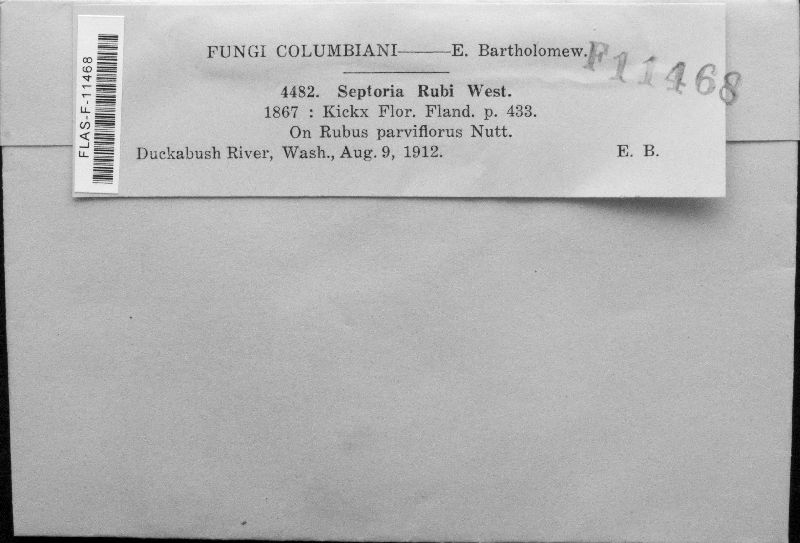 FUNGI COLUMBIANI——E. Bartholomew.
F11468
4482. Septoria Rubi West.
1867 : Kickx Flor. Fland. p. 433.
On Rubus parviflorus Nutt.
Duckabush River, Wash., Aug. 9, 1912. E. B.
FLAS-F-11468